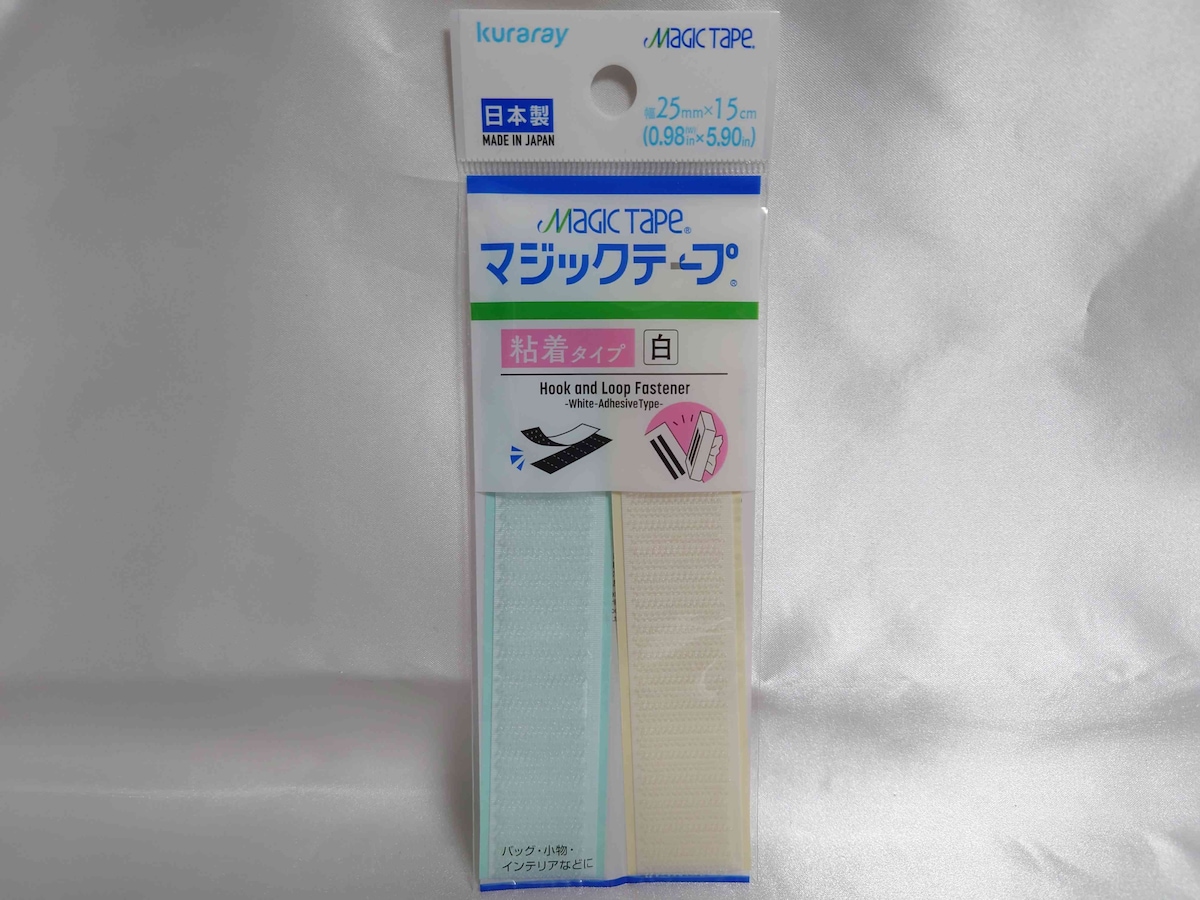 kuraray
MAGIC TAPE®
日本製
MADE IN JAPAN
幅25mm×15cm
(0.98in×5.90in)
MAGIC TAPE®
マジックテープ®
粘着タイプ 白
Hook and Loop Fastener
-White-AdhesiveType-
バッグ・小物・
インテリアなどに